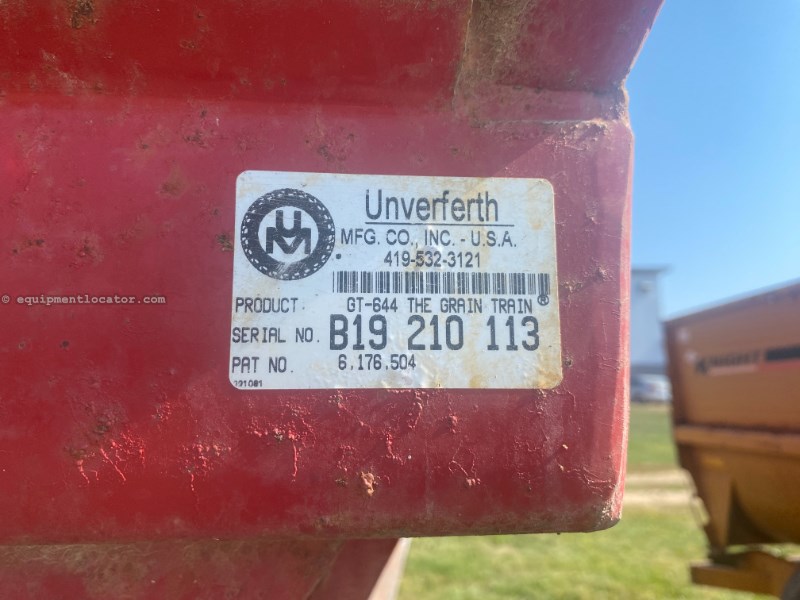 UM
Unverferth
MFG. CO., INC. - U.S.A.
419-532-3121
PRODUCT. GT-644 THE GRAIN TRAIN®
SERIAL NO. B19 210 113
PAT NO. 6,176,504
© equipmentlocator.com